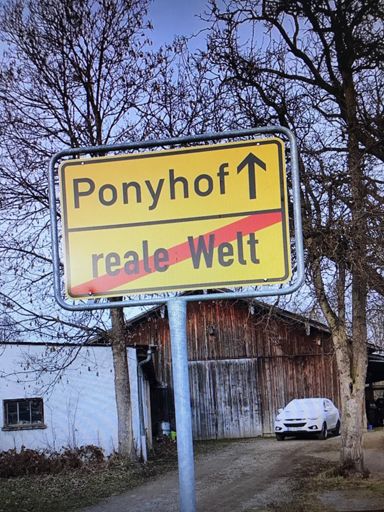 Ponyhof ↑
reale Welt